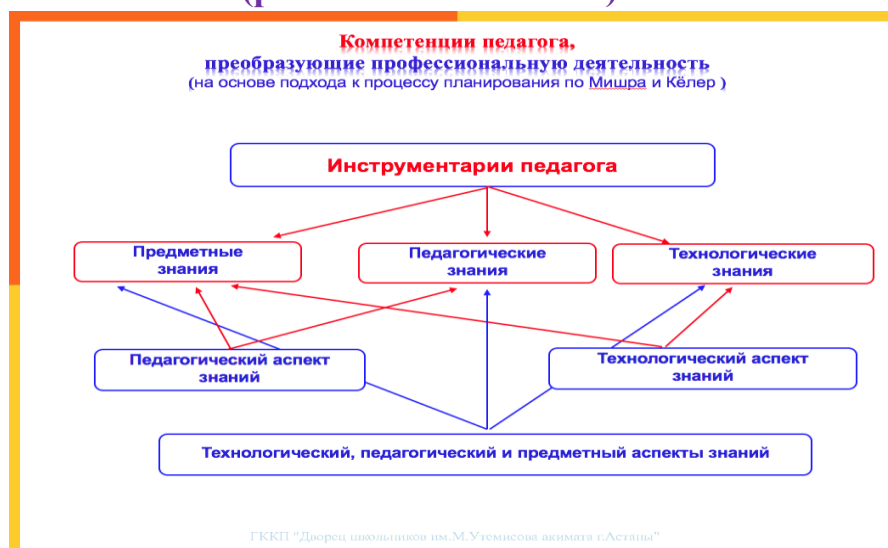 Компетенции педагога,
преобразующие профессиональную деятельность
(на основе подхода к процессу планирования по Мишра и Кёлер )
Инструментарии педагога
Предметные
знания
Педагогические
знания
Технологические
знания
Педагогический аспект
знаний
Технологический аспект
знаний
Технологический, педагогический и предметный аспекты знаний
ГККП "Дворец школьников им.М.Утемисова акимата г.Астаны"